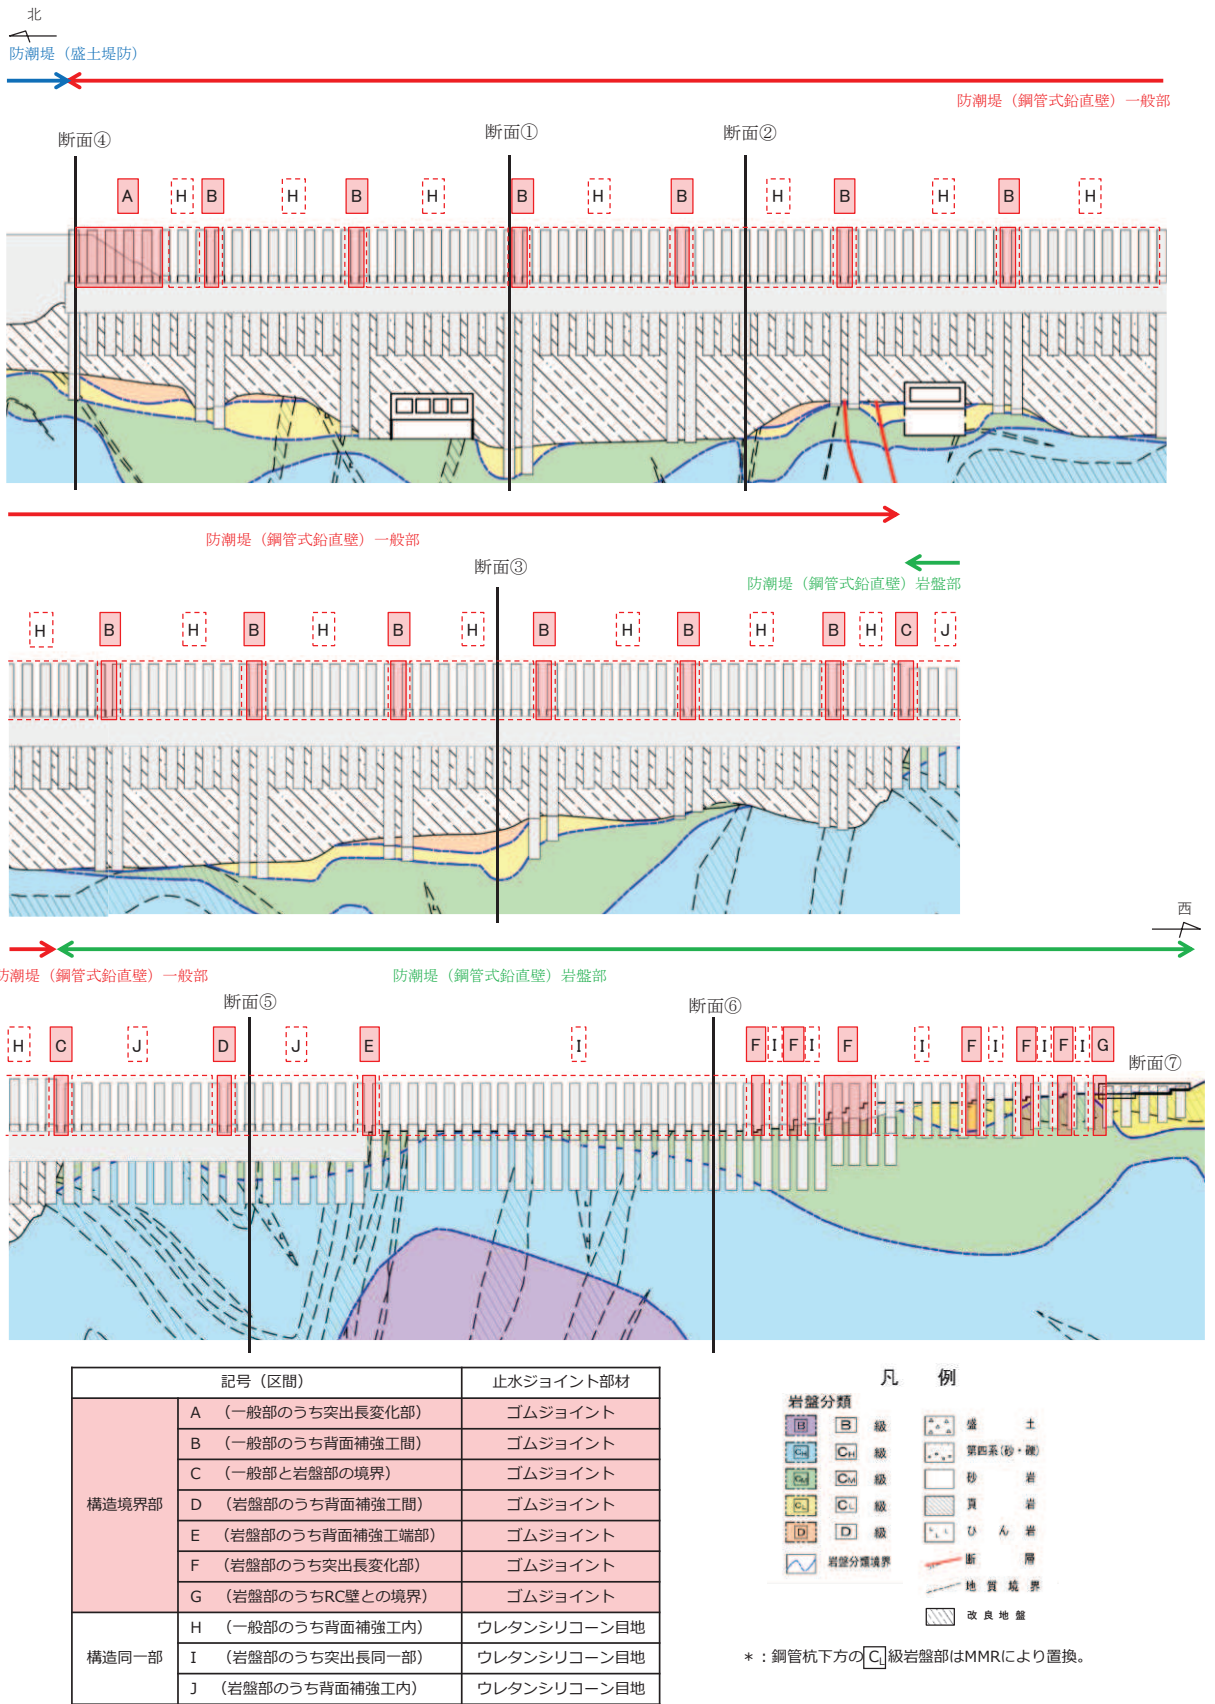 北
防潮堤（盛土堤防）
防潮堤（鋼管式鉛直壁）一般部
断面④
断面①
断面②
A H B H B H B H B H B H B H
防潮堤（鋼管式鉛直壁）一般部
断面③
防潮堤（鋼管式鉛直壁）岩盤部
H B H B H B H B H B H B H C J
西
防潮堤（鋼管式鉛直壁）一般部
防潮堤（鋼管式鉛直壁）岩盤部
断面⑤
断面⑥
H C J D J E I F I F I F I F I F I F I G
断面⑦
記号（区間） 止水ジョイント部材
構造境界部
A （一般部のうち突出長変化部） ゴムジョイント
B （一般部のうち背面補強工間） ゴムジョイント
C （一般部と岩盤部の境界） ゴムジョイント
D （岩盤部のうち背面補強工間） ゴムジョイント
E （岩盤部のうち背面補強工端部） ゴムジョイント
F （岩盤部のうち突出長変化部） ゴムジョイント
G （岩盤部のうちRC壁との境界） ゴムジョイント
構造同一部
H （一般部のうち背面補強工内） ウレタンシリコーン目地
I （岩盤部のうち突出長同一部） ウレタンシリコーン目地
J （岩盤部のうち背面補強工内） ウレタンシリコーン目地
凡 例
岩盤分類
B B 級
CH CH 級
CM CM 級
CL CL 級
D D 級
岩盤分類境界
盛 土
第四系(砂・礫)
砂 岩
頁 岩
ひ ん 岩
断 層
地 質 境 界
改 良 地 盤
＊：鋼管杭下方のCL級岩盤部はMMRにより置換。